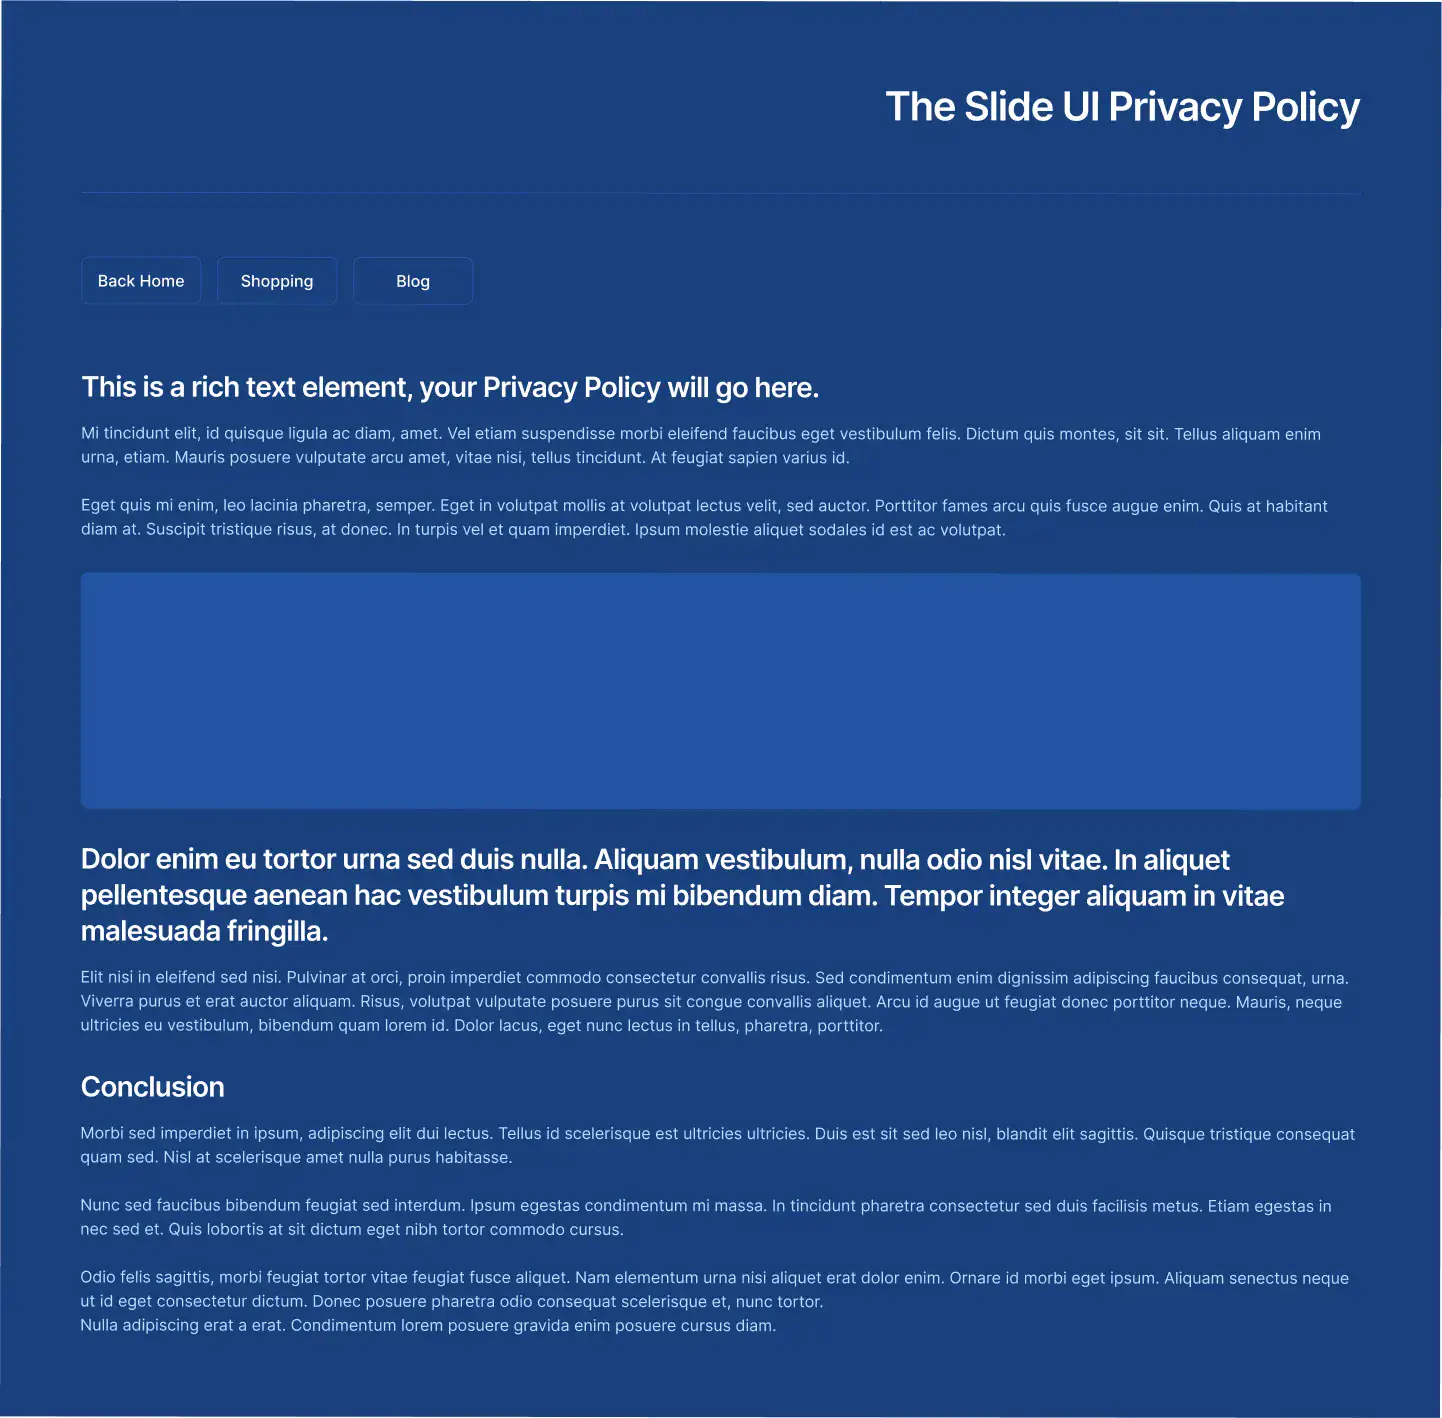 The Slide UI Privacy Policy
Back Home
Shopping
Blog
This is a rich text element, your Privacy Policy will go here.
Mi tincidunt elit, id quisque ligula ac diam, amet. Vel etiam suspendisse morbi eleifend faucibus eget vestibulum felis. Dictum quis montes, sit sit. Tellus aliquam enim
urna, etiam. Mauris posuere vulputate arcu amet, vitae nisi, tellus tincidunt. At feugiat sapien varius id.
Eget quis mi enim, leo lacinia pharetra, semper. Eget in volutpat mollis at volutpat lectus velit, sed auctor. Porttitor fames arcu quis fusce augue enim. Quis at habitant
diam at. Suscipit tristique risus, at donec. In turpis vel et quam imperdiet. Ipsum molestie aliquet sodales id est ac volutpat.
Dolor enim eu tortor urna sed duis nulla. Aliquam vestibulum, nulla odio nisl vitae. In aliquet
pellentesque aenean hac vestibulum turpis mi bibendum diam. Tempor integer aliquam in vitae
malesuada fringilla.
Elit nisi in eleifend sed nisi. Pulvinar at orci, proin imperdiet commodo consectetur convallis risus. Sed condimentum enim dignissim adipiscing faucibus consequat, urna.
Viverra purus et erat auctor aliquam. Risus, volutpat vulputate posuere purus sit congue convallis aliquet. Arcu id augue ut feugiat donec porttitor neque. Mauris, neque
ultricies eu vestibulum, bibendum quam lorem id. Dolor lacus, eget nunc lectus in tellus, pharetra, porttitor.
Conclusion
Morbi sed imperdiet in ipsum, adipiscing elit dui lectus. Tellus id scelerisque est ultricies ultricies. Duis est sit sed leo nisl, blandit elit sagittis. Quisque tristique consequat
quam sed. Nisl at scelerisque amet nulla purus habitasse.
Nunc sed faucibus bibendum feugiat sed interdum. Ipsum egestas condimentum mi massa. In tincidunt pharetra consectetur sed duis facilisis metus. Etiam egestas in
nec sed et. Quis lobortis at sit dictum eget nibh tortor commodo cursus.
Odio felis sagittis, morbi feugiat tortor vitae feugiat fusce aliquet. Nam elementum urna nisi aliquet erat dolor enim. Ornare id morbi eget ipsum. Aliquam senectus neque
ut id eget consectetur dictum. Donec posuere pharetra odio consequat scelerisque et, nunc tortor.
Nulla adipiscing erat a erat. Condimentum lorem posuere gravida enim posuere cursus diam.